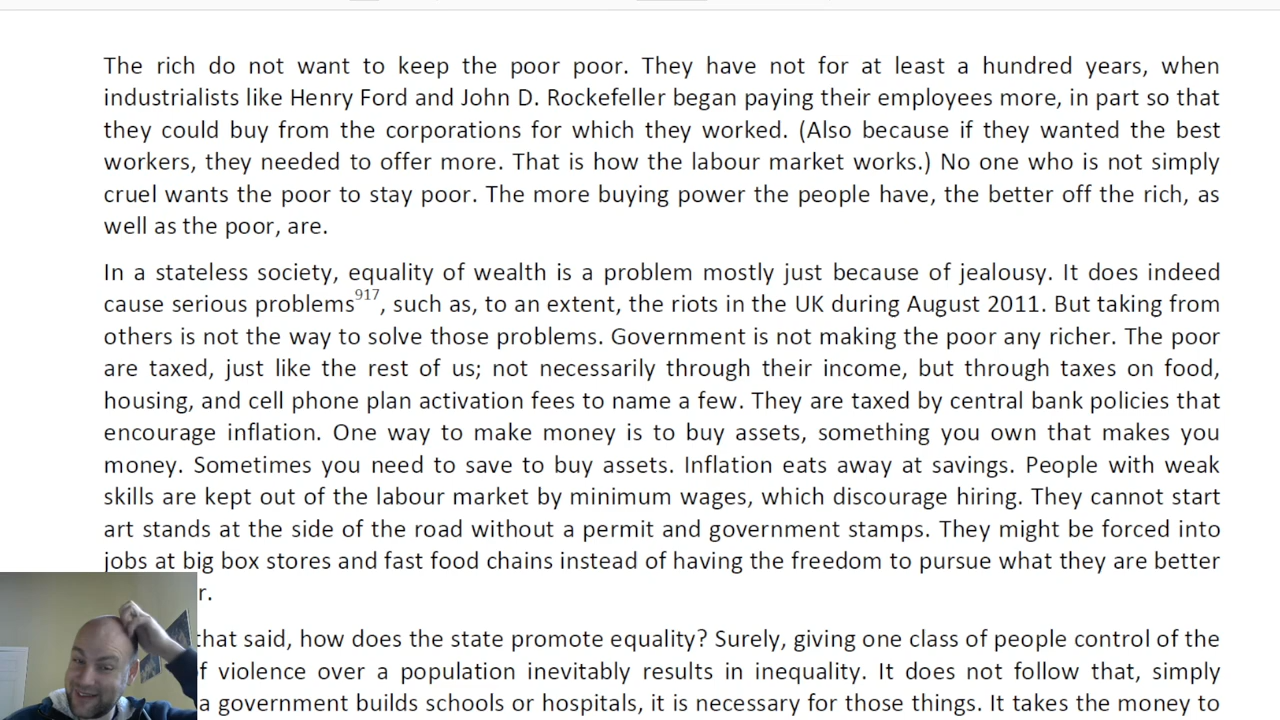 The rich do not want to keep the poor poor. They have not for at least a hundred years, when
industrialists like Henry Ford and John D. Rockefeller began paying their employees more, in part so that
they could buy from the corporations for which they worked. (Also because if they wanted the best
workers, they needed to offer more. That is how the labour market works.) No one who is not simply
cruel wants the poor to stay poor. The more buying power the people have, the better off the rich, as
well as the poor, are.
In a stateless society, equality of wealth is a problem mostly just because of jealousy. It does indeed
cause serious problems917, such as, to an extent, the riots in the UK during August 2011. But taking from
others is not the way to solve those problems. Government is not making the poor any richer. The poor
are taxed, just like the rest of us; not necessarily through their income, but through taxes on food,
housing, and cell phone plan activation fees to name a few. They are taxed by central bank policies that
encourage inflation. One way to make money is to buy assets, something you own that makes you
money. Sometimes you need to save to buy assets. Inflation eats away at savings. People with weak
skills are kept out of the labour market by minimum wages, which discourage hiring. They cannot start
art stands at the side of the road without a permit and government stamps. They might be forced into
jobs at big box stores and fast food chains instead of having the freedom to pursue what they are better
r.
that said, how does the state promote equality? Surely, giving one class of people control of the
f violence over a population inevitably results in inequality. It does not follow that, simply
a government builds schools or hospitals, it is necessary for those things. It takes the money to